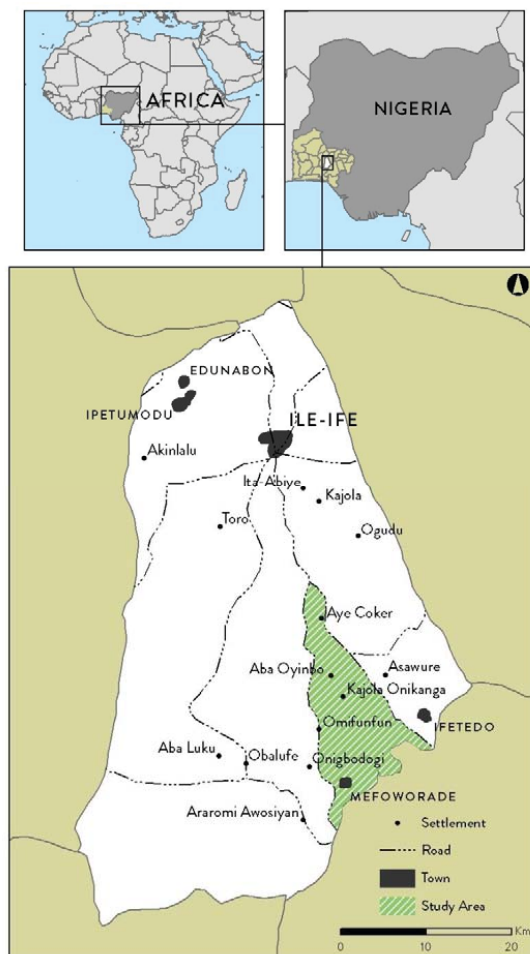 AFRICA
NIGERIA
EDUNABON
IPETUMODU
ILE-IFE
Akinlalu
Ita-Abiye
Kajola
Toro
Ogudu
Aye Coker
Aba Oyinbo
Asawure
Kajola Onikanga
Omifunfun
IFETEDO
Aba Luku
Obalufe
Onigbodogi
MEFOWORADE
Araromi Awosiyan
Settlement
Road
Town
Study Area
Km
0 10 20